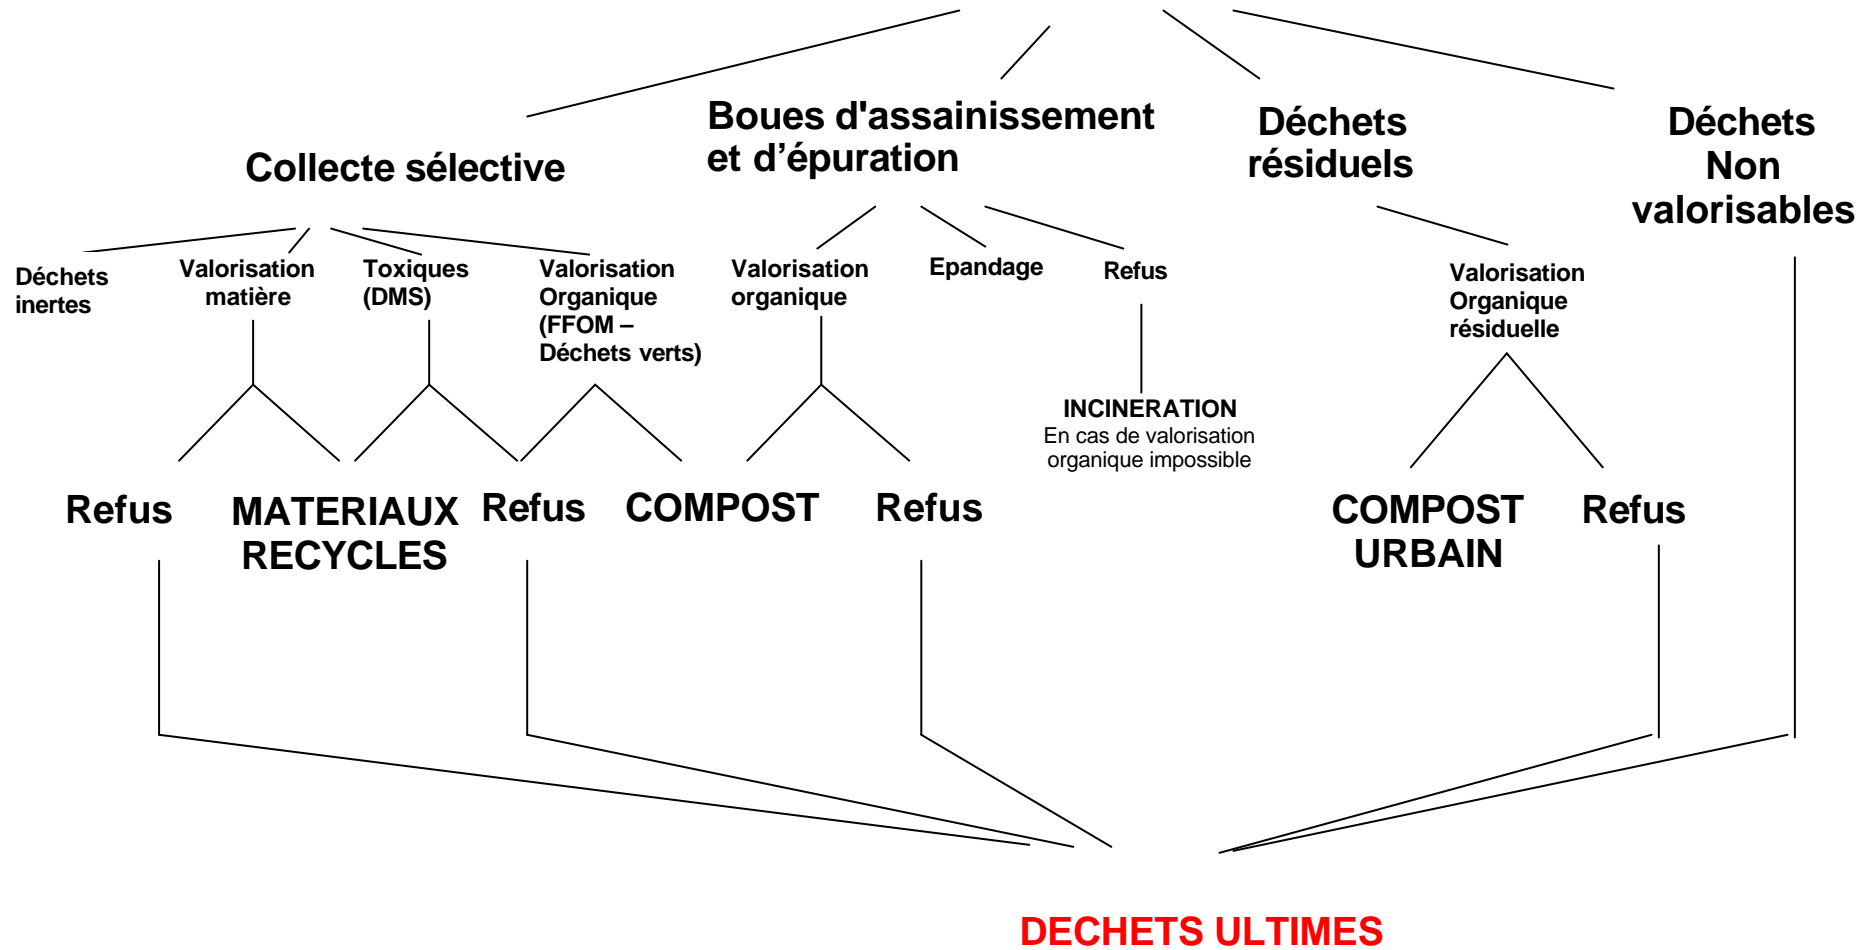 Collecte sélective
Boues d'assainissement
et d’épuration
Déchets
résiduels
Déchets
Non
valorisables
Déchets
inertes
Valorisation
matière
Toxiques
(DMS)
Valorisation
Organique
(FFOM –
Déchets verts)
Valorisation
organique
Epandage
Refus
Valorisation
Organique
résiduelle
INCINERATION
En cas de valorisation
organique impossible
Refus
MATERIAUX
RECYCLES
Refus
COMPOST
Refus
COMPOST
URBAIN
Refus
DECHETS ULTIMES